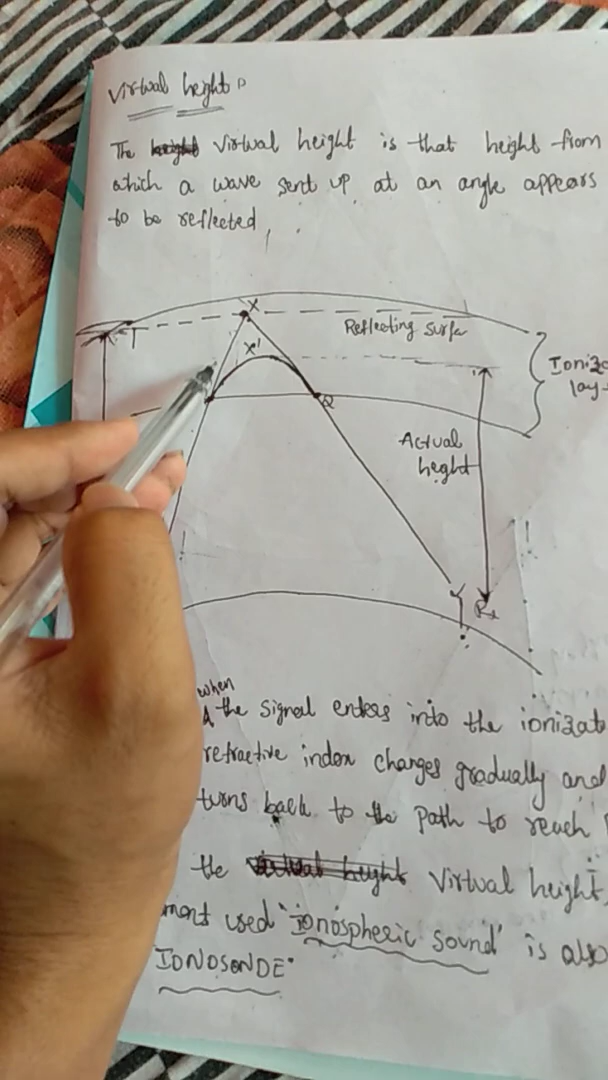 Virtual height:
The height Virtual height is that height from
which a wave sent up at an angle appears
to be reflected,
X
T
Reflecting surfa
X'
Ioniza
lay
Q
Actual
height
Rx
when
the signal enters into the ionizat
refractive index changes gradually and
turns back to the path to reach
the virtual height Virtual height,
ment used "ionospheric sound" is also
IONOSONDE"